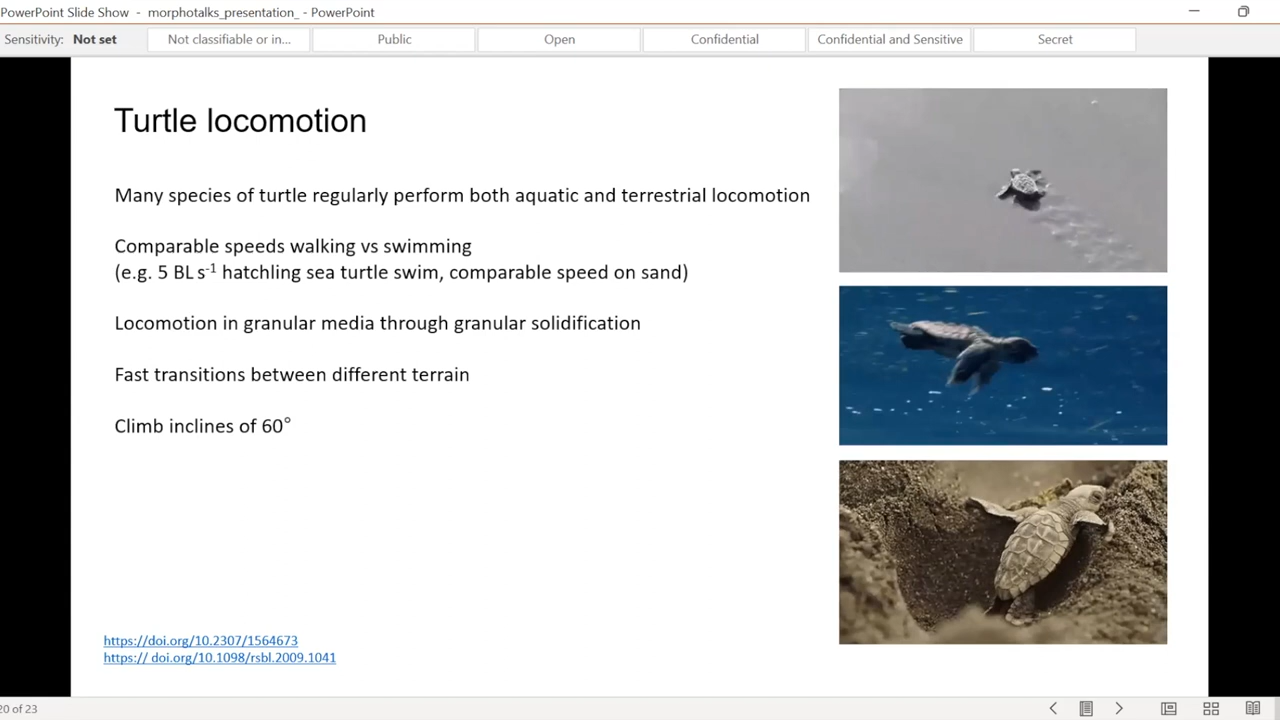 PowerPoint Slide Show - morphotalks_presentation_ - PowerPoint
Sensitivity: Not set Not classifiable or in... Public Open Confidential Confidential and Sensitive Secret
Turtle locomotion
Many species of turtle regularly perform both aquatic and terrestrial locomotion
Comparable speeds walking vs swimming
(e.g. 5 BL s⁻¹ hatchling sea turtle swim, comparable speed on sand)
Locomotion in granular media through granular solidification
Fast transitions between different terrain
Climb inclines of 60°
https://doi.org/10.2307/1564673
https:// doi.org/10.1098/rsbl.2009.1041
20 of 23